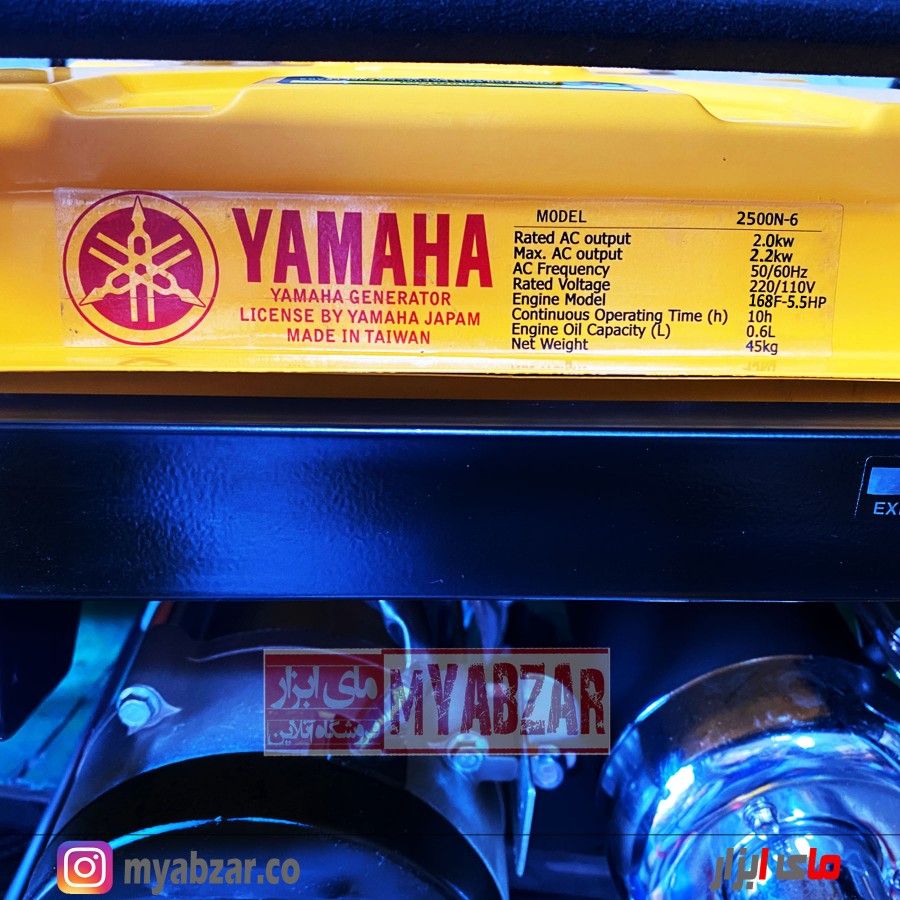 YAMAHA
YAMAHA GENERATOR
LICENSE BY YAMAHA JAPAM
MADE IN TAIWAN
MODEL 2500N-6
Rated AC output 2.0kw
Max. AC output 2.2kw
AC Frequency 50/60Hz
Rated Voltage 220/110V
Engine Model 168F-5.5HP
Continuous Operating Time (h) 10h
Engine Oil Capacity (L) 0.6L
Net Weight 45kg
مای ابزار MYABZAR
فروشگاه آنلاین
myabzar.co
مای ابزار